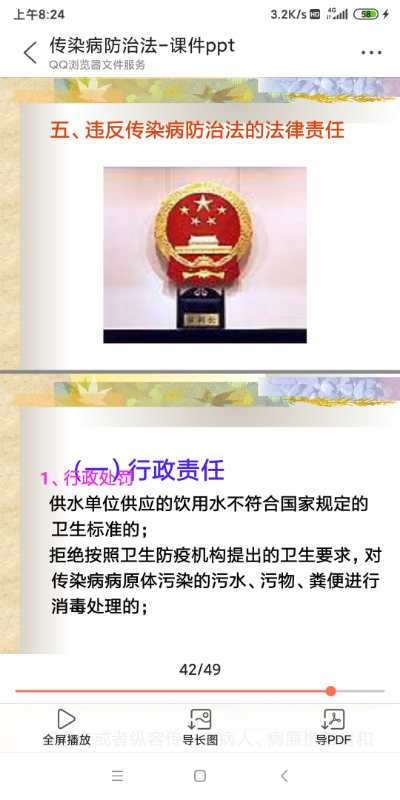 上午8:24
3.2K/s HD 4G 58
传染病防治法-课件ppt
QQ浏览器文件服务
五、违反传染病防治法的法律责任
审判长
(一)行政责任
1、行政处罚
供水单位供应的饮用水不符合国家规定的
卫生标准的；
拒绝按照卫生防疫机构提出的卫生要求，对
传染病病原体污染的污水、污物、粪便进行
消毒处理的；
42/49
全屏播放
导长图
导PDF